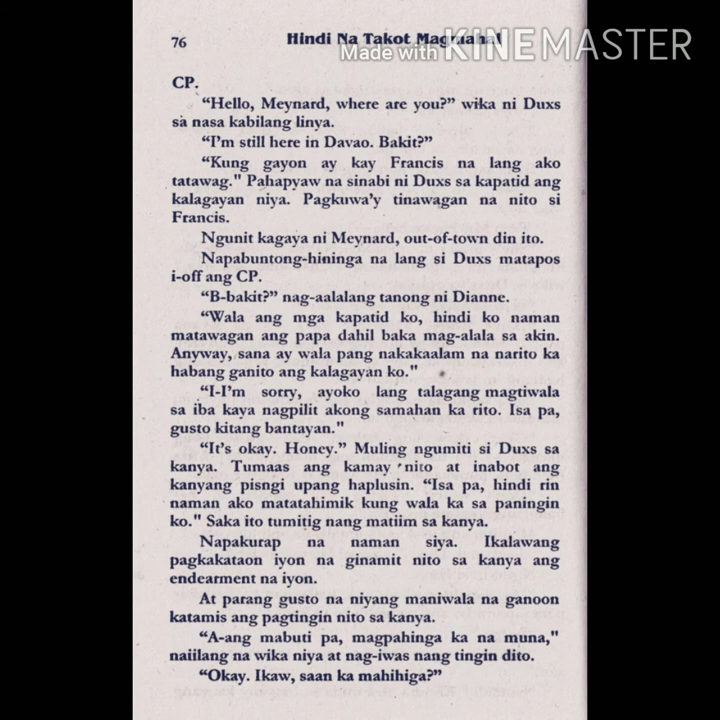 76
Hindi Na Takot Magmahal
Made with KINEMASTER
CP.
“Hello, Meynard, where are you?” wika ni Duxs
sa nasa kabilang linya.
“I’m still here in Davao. Bakit?”
“Kung gayon ay kay Francis na lang ako
tatawag." Pahapyaw na sinabi ni Duxs sa kapatid ang
kalagayan niya. Pagkuwa’y tinawagan na nito si
Francis.
Ngunit kagaya ni Meynard, out-of-town din ito.
Napabuntong-hininga na lang si Duxs matapos
i-off ang CP.
“B-bakit?” nag-aalalang tanong ni Dianne.
“Wala ang mga kapatid ko, hindi ko naman
matawagan ang papa dahil baka mag-alala sa akin.
Anyway, sana ay wala pang nakakaalam na narito ka
habang ganito ang kalagayan ko."
“I-I’m sorry, ayoko lang talagang magtiwala
sa iba kaya nagpilit akong samahan ka rito. Isa pa,
gusto kitang bantayan."
“It’s okay. Honey.” Muling ngumiti si Duxs sa
kanya. Tumaas ang kamay nito at inabot ang
kanyang pisngi upang haplusin. “Isa pa, hindi rin
naman ako matatahimik kung wala ka sa paningin
ko." Saka ito tumitig nang matiim sa kanya.
Napakurap na naman siya. Ikalawang
pagkakataon iyon na ginamit nito sa kanya ang
endearment na iyon.
At parang gusto na niyang maniwala na ganoon
katamis ang pagtingin nito sa kanya.
“A-ang mabuti pa, magpahinga ka na muna,"
naiilang na wika niya at nag-iwas nang tingin dito.
“Okay. Ikaw, saan ka mahihiga?”